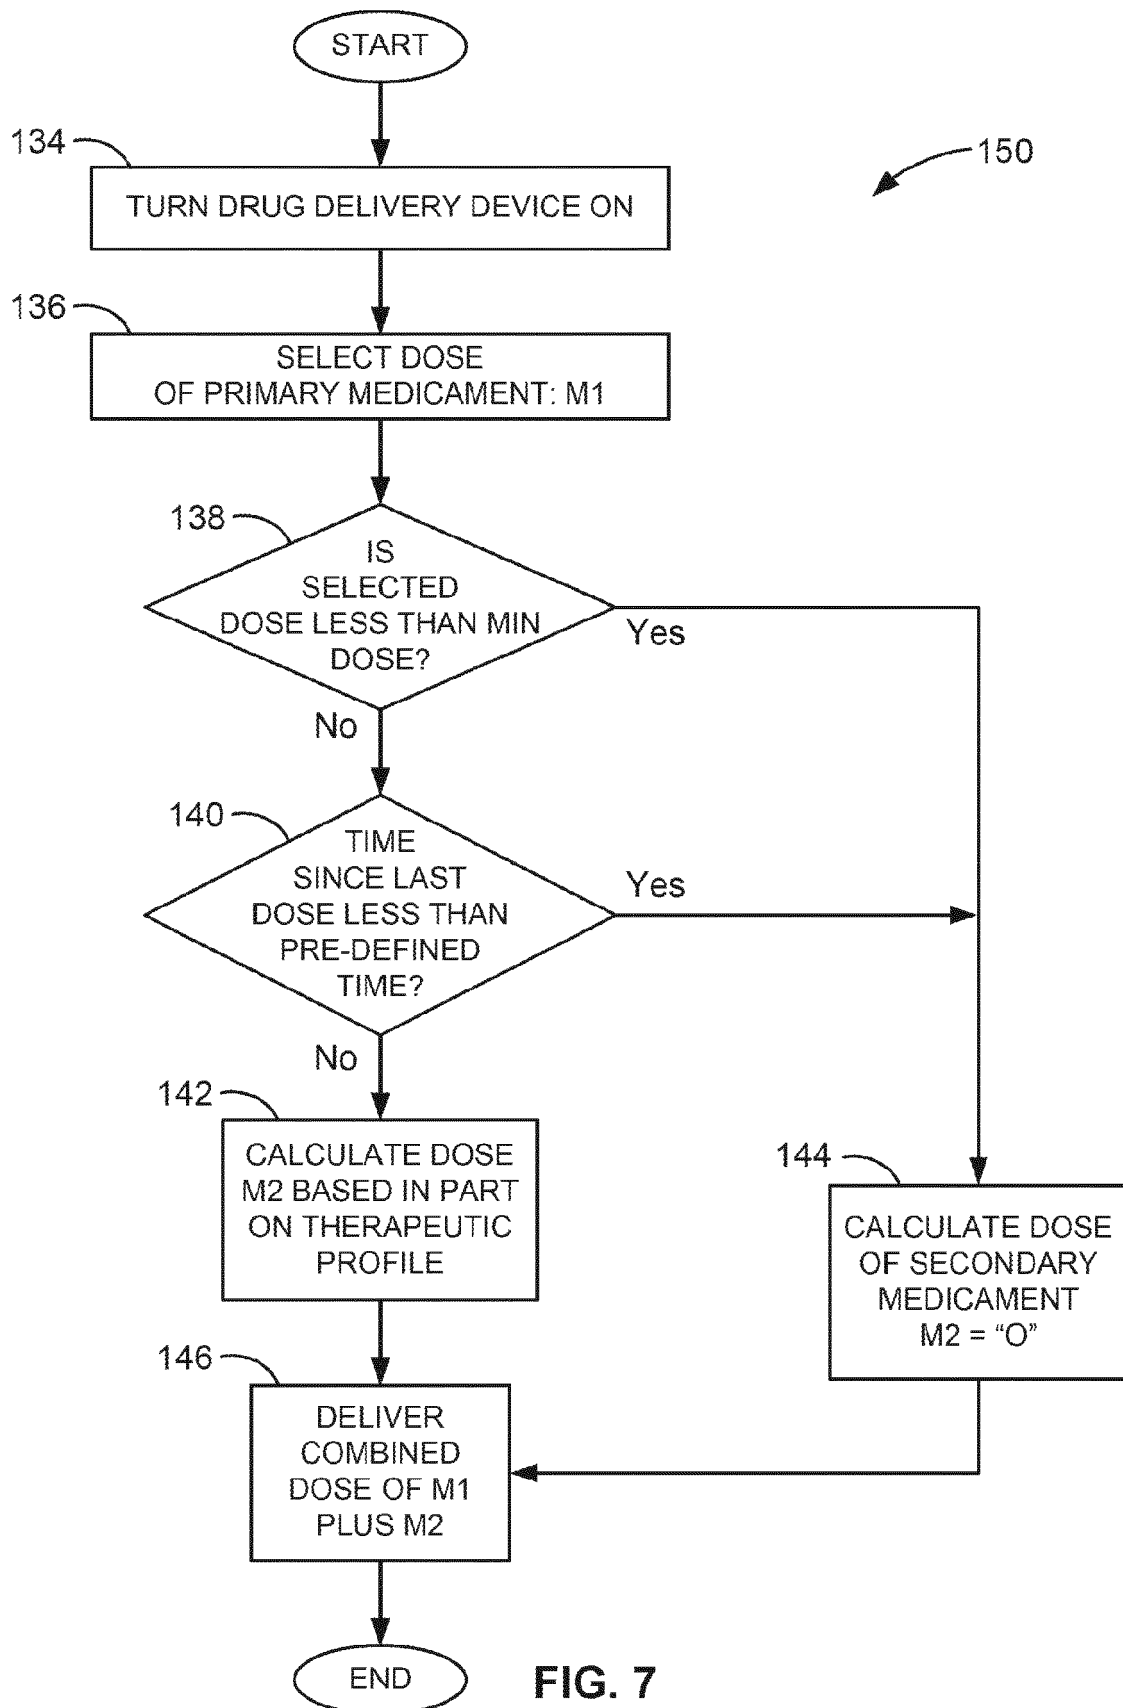 START
134
150
TURN DRUG DELIVERY DEVICE ON
136
SELECT DOSE
OF PRIMARY MEDICAMENT: M1
138
IS
SELECTED
DOSE LESS THAN MIN
DOSE?
Yes
No
140
TIME
SINCE LAST
DOSE LESS THAN
PRE-DEFINED
TIME?
Yes
No
142
CALCULATE DOSE
M2 BASED IN PART
ON THERAPEUTIC
PROFILE
144
CALCULATE DOSE
OF SECONDARY
MEDICAMENT
M2 = “O”
146
DELIVER
COMBINED
DOSE OF M1
PLUS M2
END
FIG. 7